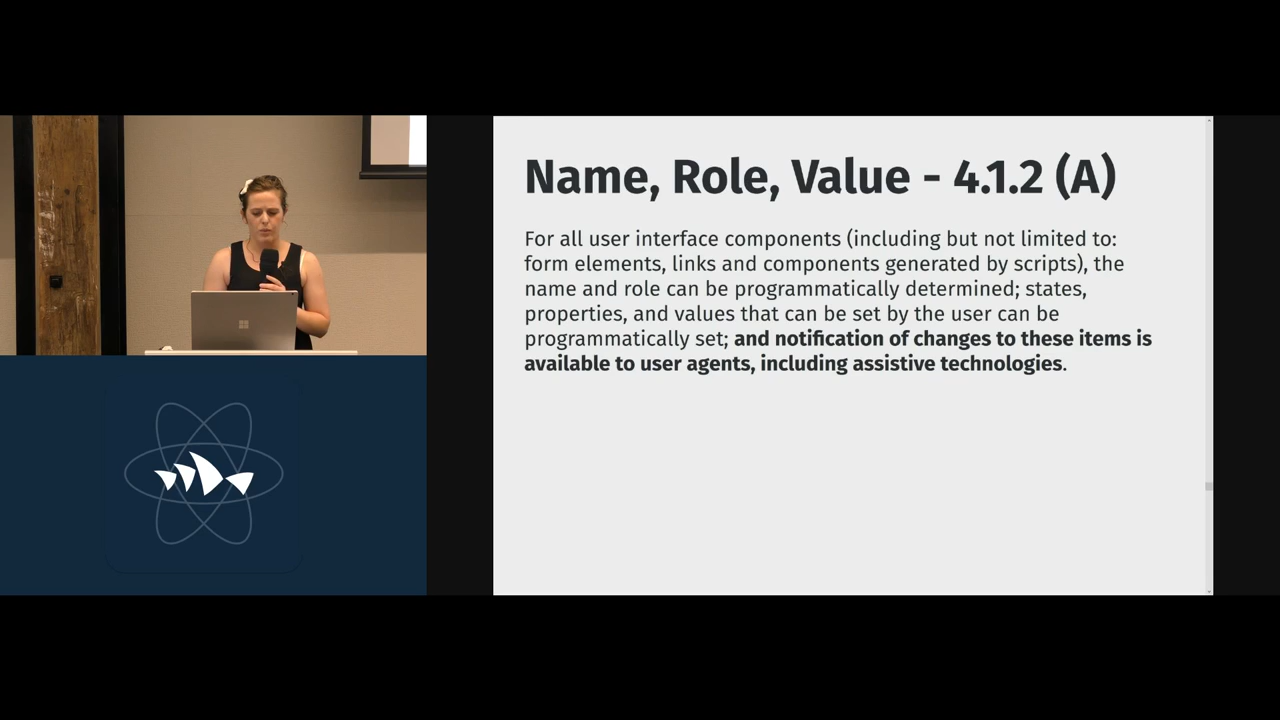 Name, Role, Value - 4.1.2 (A)
For all user interface components (including but not limited to:
form elements, links and components generated by scripts), the
name and role can be programmatically determined; states,
properties, and values that can be set by the user can be
programmatically set; and notification of changes to these items is
available to user agents, including assistive technologies.